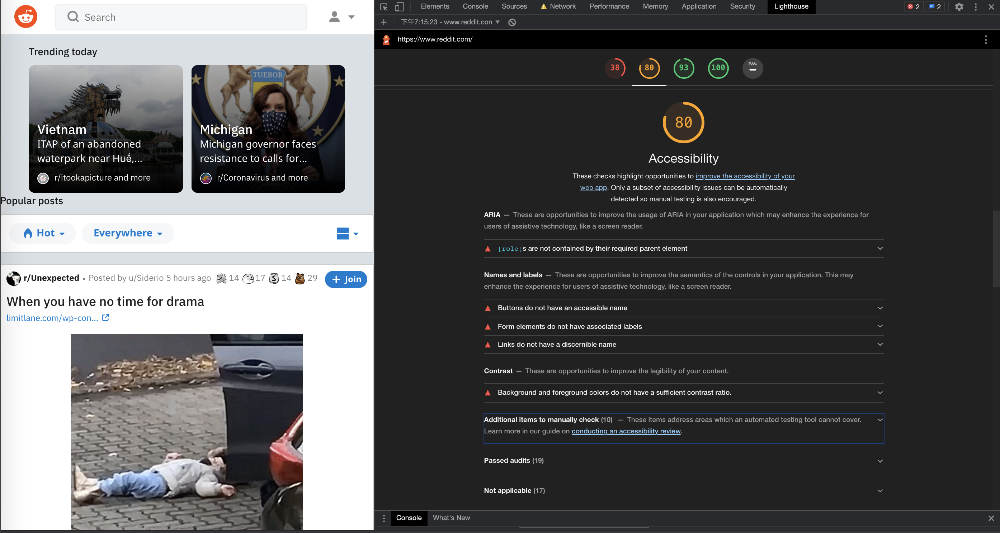 Search
Trending today
TUEBOR
Vietnam
ITAP of an abandoned
waterpark near Huế,...
r/itookapicture and more
Michigan
Michigan governor faces
resistance to calls for...
r/Coronavirus and more
Popular posts
Hot
Everywhere
r/Unexpected • Posted by u/Siderio 5 hours ago 14 17 S 14 29
+ Join
When you have no time for drama
limitlane.com/wp-con...
Elements Console Sources Network Performance Memory Application Security Lighthouse 2 2
下午7:15:23 - www.reddit.con
https://www.reddit.com/
38 80 93 100 PWA
80
Accessibility
These checks highlight opportunities to improve the accessibility of your
web app. Only a subset of accessibility issues can be automatically
detected so manual testing is also encouraged.
ARIA — These are opportunities to improve the usage of ARIA in your application which may enhance the experience for
users of assistive technology, like a screen reader.
[role]s are not contained by their required parent element
Names and labels — These are opportunities to improve the semantics of the controls in your application. This may
enhance the experience for users of assistive technology, like a screen reader.
Buttons do not have an accessible name
Form elements do not have associated labels
Links do not have a discernible name
Contrast — These are opportunities to improve the legibility of your content.
Background and foreground colors do not have a sufficient contrast ratio.
Additional items to manually check (10) — These items address areas which an automated testing tool cannot cover.
Learn more in our guide on conducting an accessibility review.
Passed audits (19)
Not applicable (17)
Console What's New